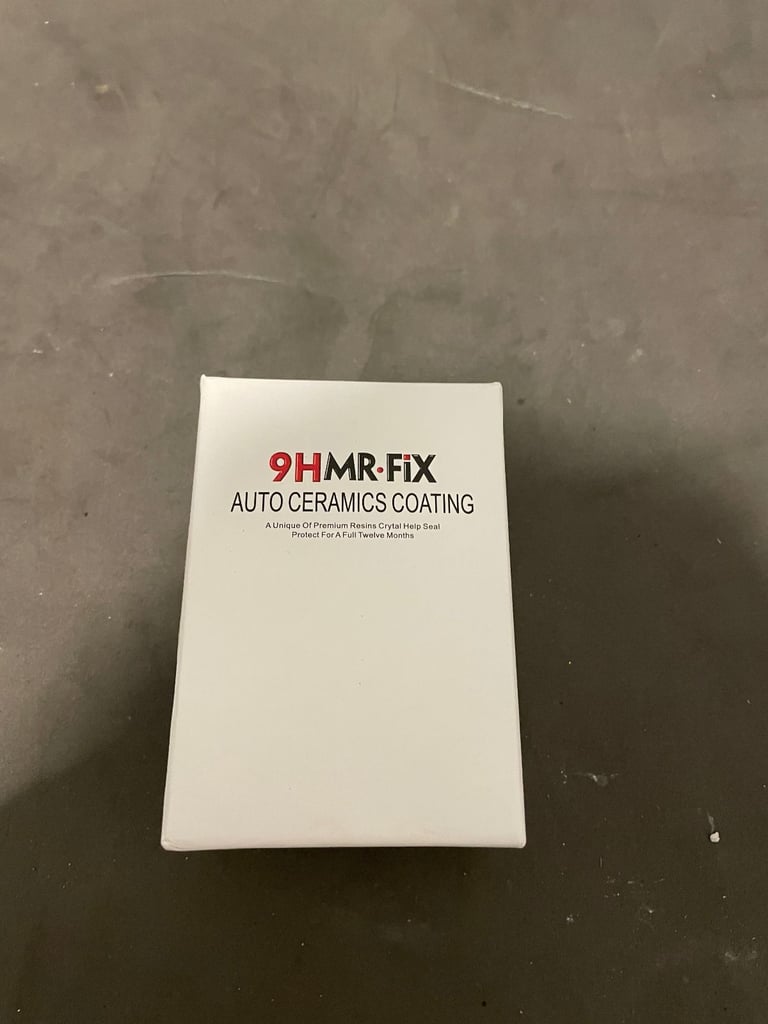 9HMR·FiX
AUTO CERAMICS COATING
A Unique Of Premium Resins Crytal Help Seal
Protect For A Full Twelve Months